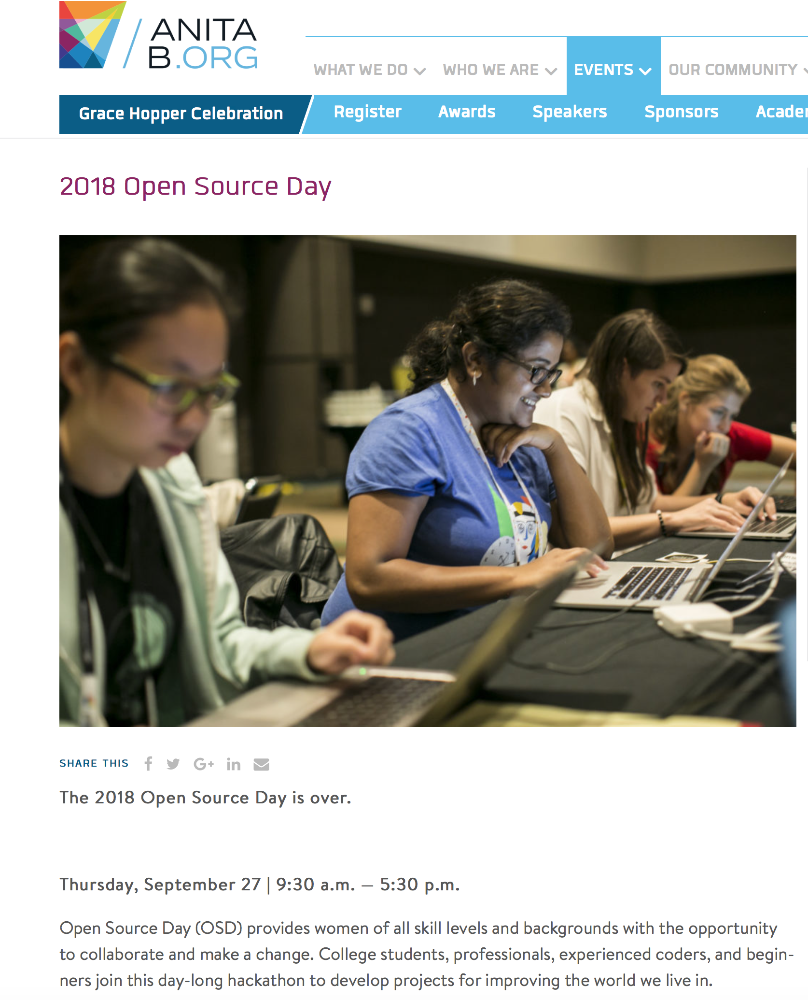 ANITA
B.ORG
WHAT WE DO WHO WE ARE EVENTS OUR COMMUNITY
Grace Hopper Celebration Register Awards Speakers Sponsors
2018 Open Source Day
SHARE THIS
The 2018 Open Source Day is over.
Thursday, September 27 | 9:30 a.m. — 5:30 p.m.
Open Source Day (OSD) provides women of all skill levels and backgrounds with the opportunity
to collaborate and make a change. College students, professionals, experienced coders, and begin-
ners join this day-long hackathon to develop projects for improving the world we live in.